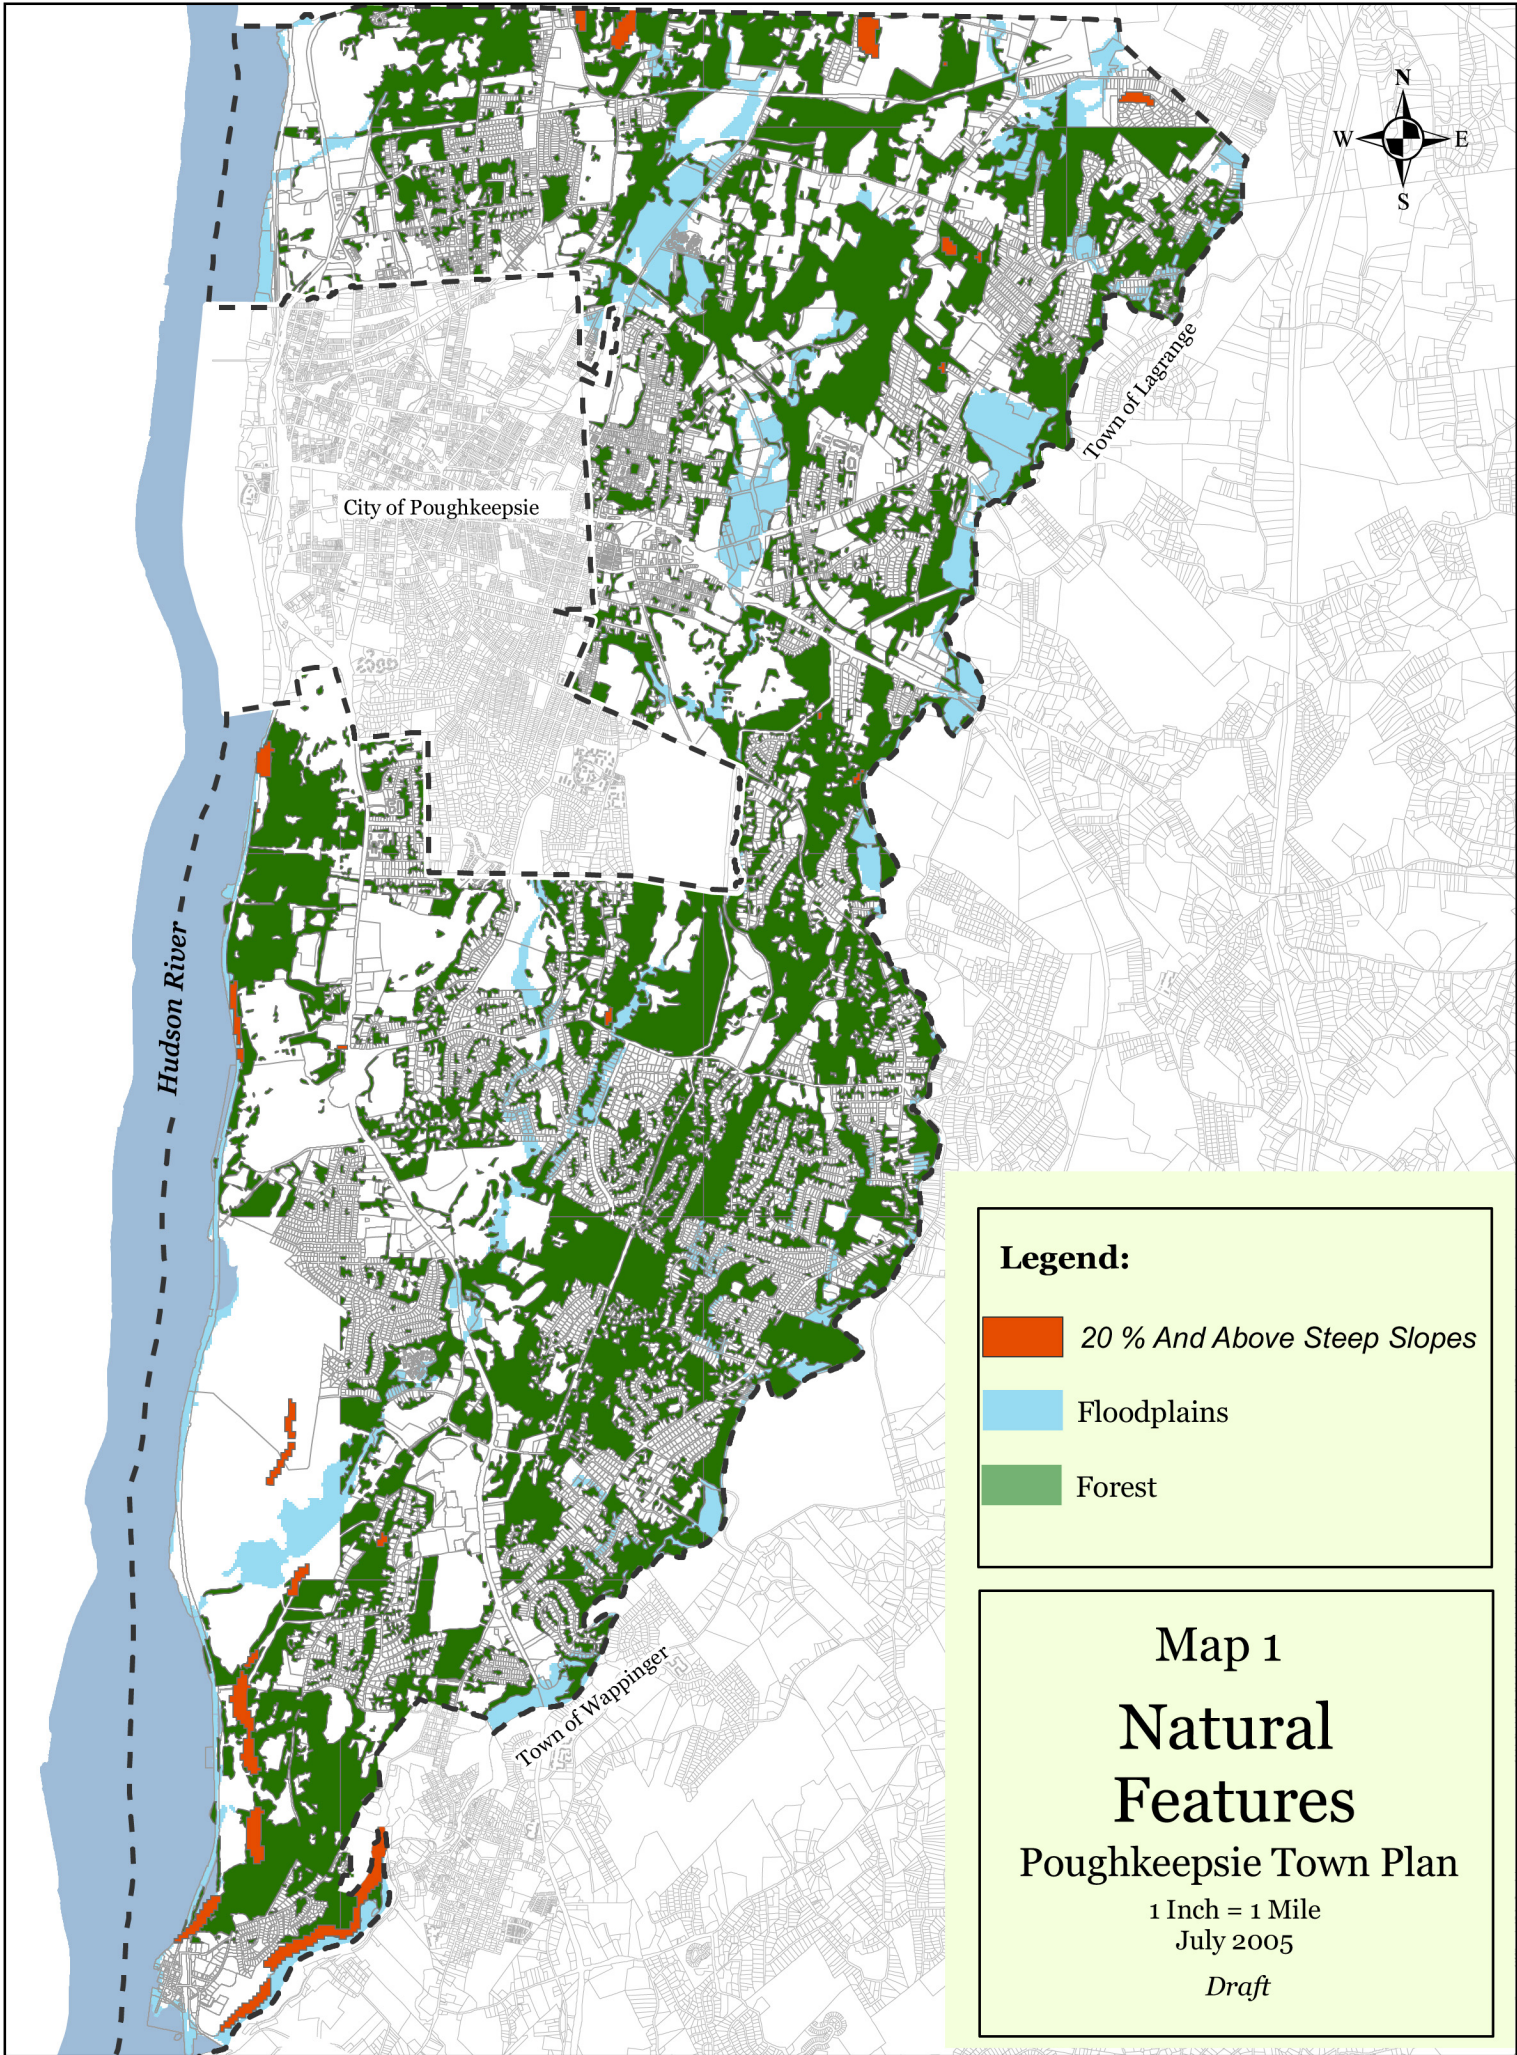 N
W E
S
Town of Lagrange
City of Poughkeepsie
Hudson River
Town of Wappinger
Legend:
20 % And Above Steep Slopes
Floodplains
Forest
Map 1
Natural
Features
Poughkeepsie Town Plan
1 Inch = 1 Mile
July 2005
Draft